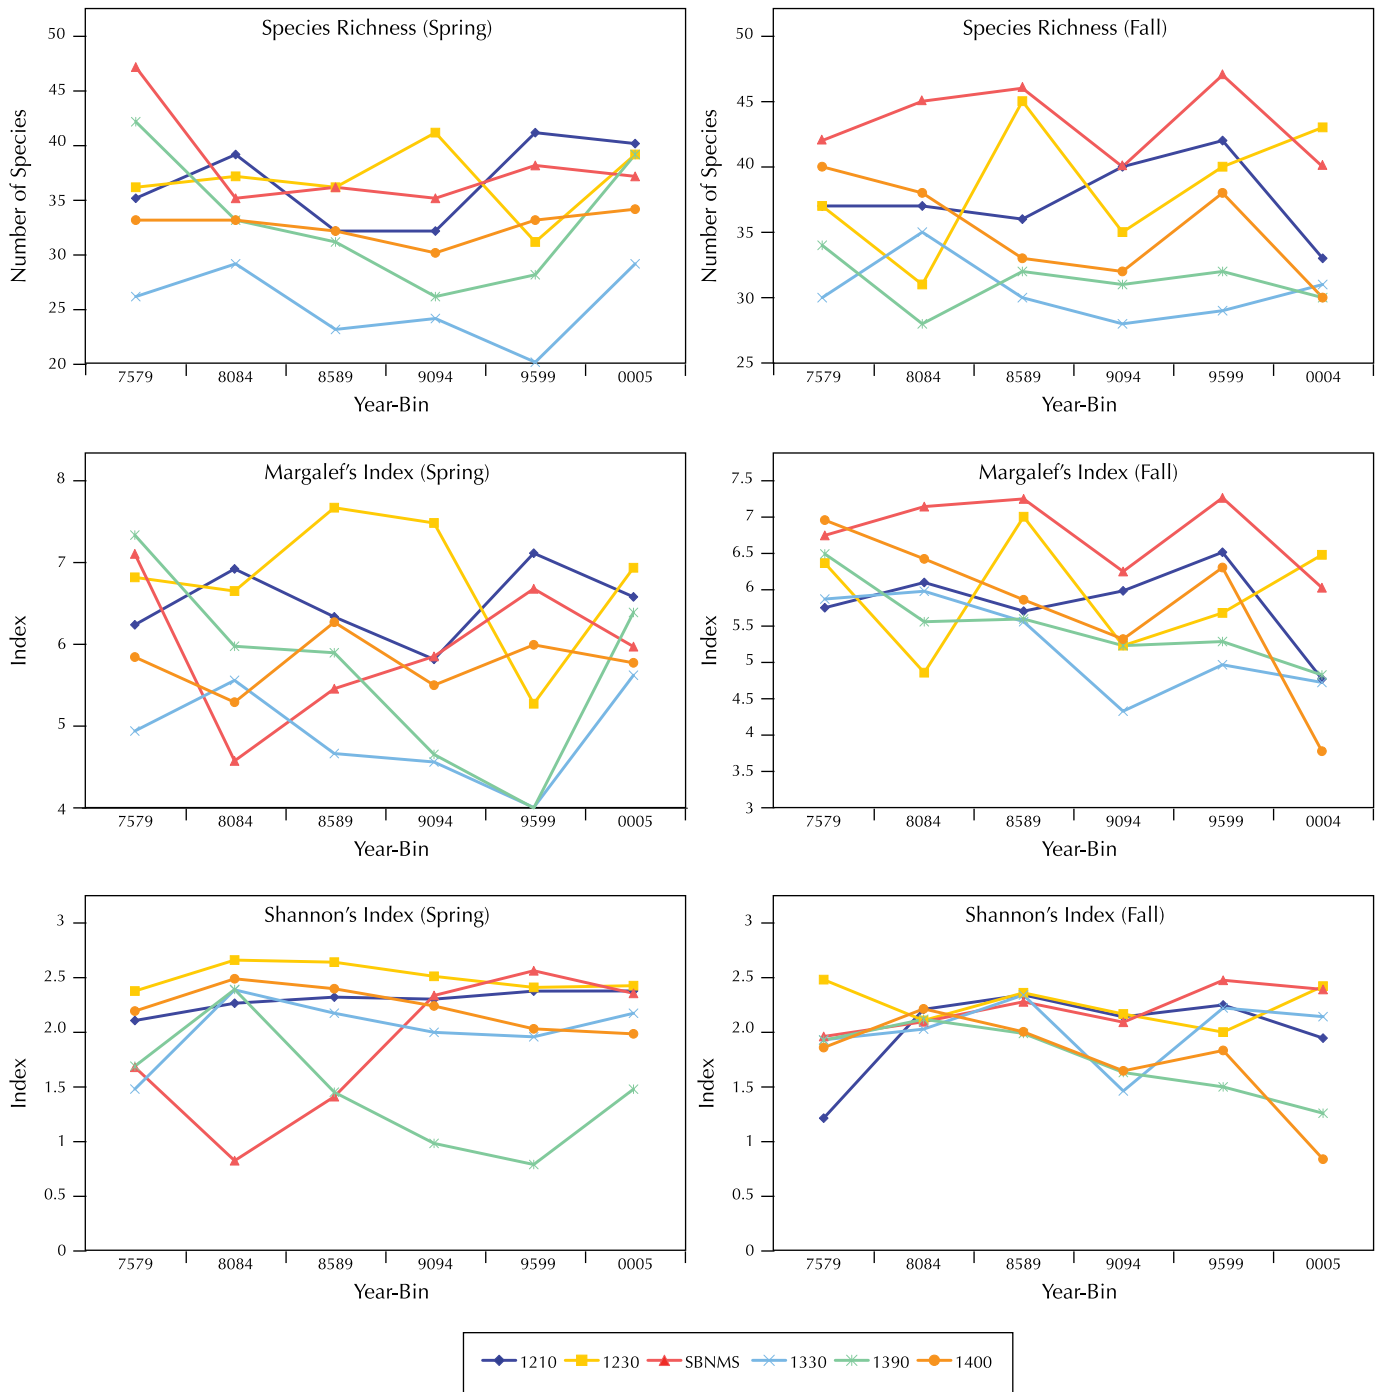 Species Richness (Spring)
Number of Species
50
45
40
35
30
25
20
7579 8084 8589 9094 9599 0005
Year-Bin
Species Richness (Fall)
Number of Species
50
45
40
35
30
25
7579 8084 8589 9094 9599 0004
Year-Bin
Margalef's Index (Spring)
Index
8
7
6
5
4
7579 8084 8589 9094 9599 0005
Year-Bin
Margalef's Index (Fall)
Index
7.5
7
6.5
6
5.5
5
4.5
4
3.5
3
7579 8084 8589 9094 9599 0004
Year-Bin
Shannon's Index (Spring)
Index
3
2.5
2.0
1.5
1
0.5
0
7579 8084 8589 9094 9599 0005
Year-Bin
Shannon's Index (Fall)
Index
3
2.5
2.0
1.5
1
0.5
0
7579 8084 8589 9094 9599 0005
Year-Bin
1210 1230 SBNMS 1330 1390 1400